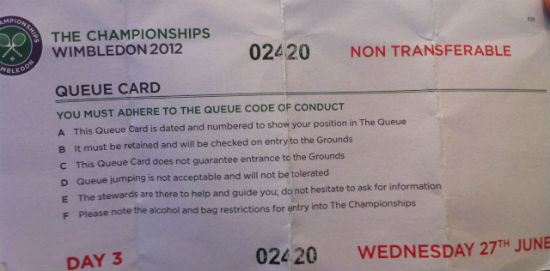 THE CHAMPIONSHIPS
WIMBLEDON 2012 02420 NON TRANSFERABLE
QUEUE CARD
YOU MUST ADHERE TO THE QUEUE CODE OF CONDUCT
A This Queue Card is dated and numbered to show your position in The Queue
B It must be retained and will be checked on entry to the Grounds
C This Queue Card does not guarantee entrance to the Grounds
D Queue jumping is not acceptable and will not be tolerated
E The stewards are there to help and guide you; do not hesitate to ask for information
F Please note the alcohol and bag restrictions for entry into The Championships
DAY 3 02420 WEDNESDAY 27TH JUNE